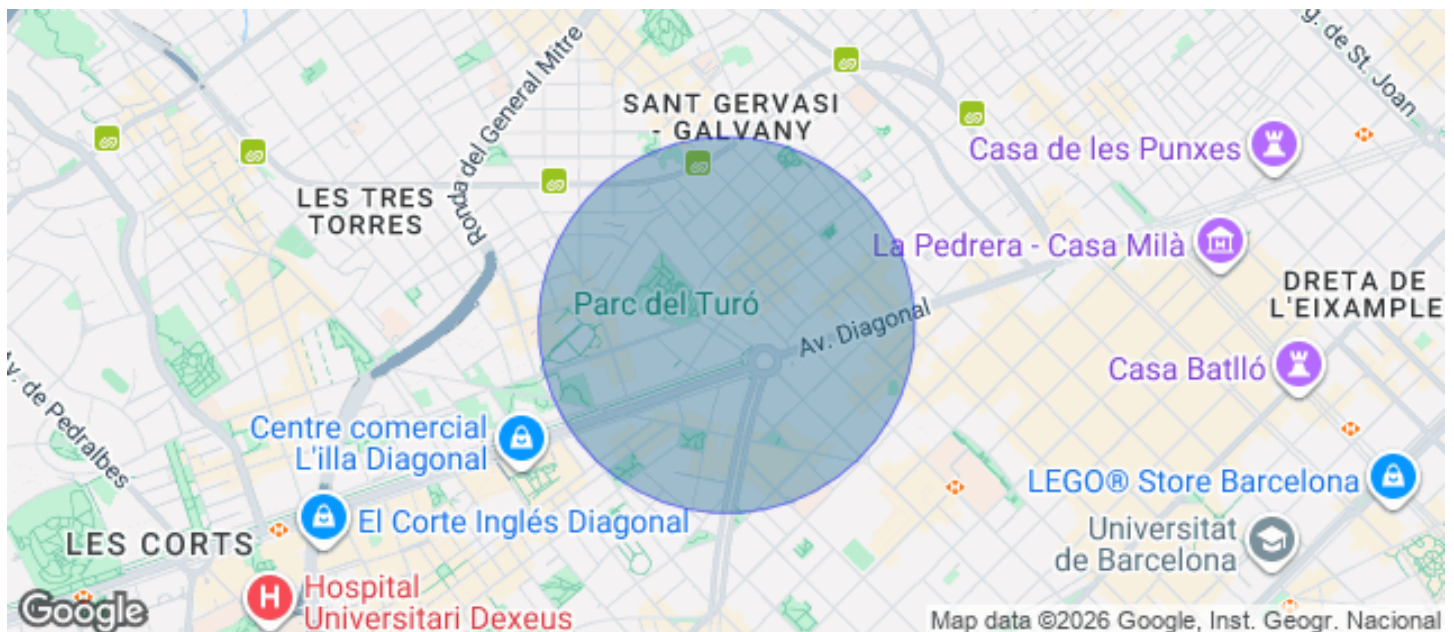 g. de St. Joan
Ronda del General Mitre
SANT GERVASI
- GALVANY
Casa de les Punxes
LES TRES
TORRES
La Pedrera - Casa Milà
DRETA DE
L'EIXAMPLE
Parc del Turó
Av. Diagonal
Casa Batlló
Av. de Pedralbes
Centre comercial
L'illa Diagonal
LEGO® Store Barcelona
El Corte Inglés Diagonal
Universitat
de Barcelona
LES CORTS
H Hospital
Universitari Dexeus
Google
Map data ©2026 Google, Inst. Geogr. Nacional